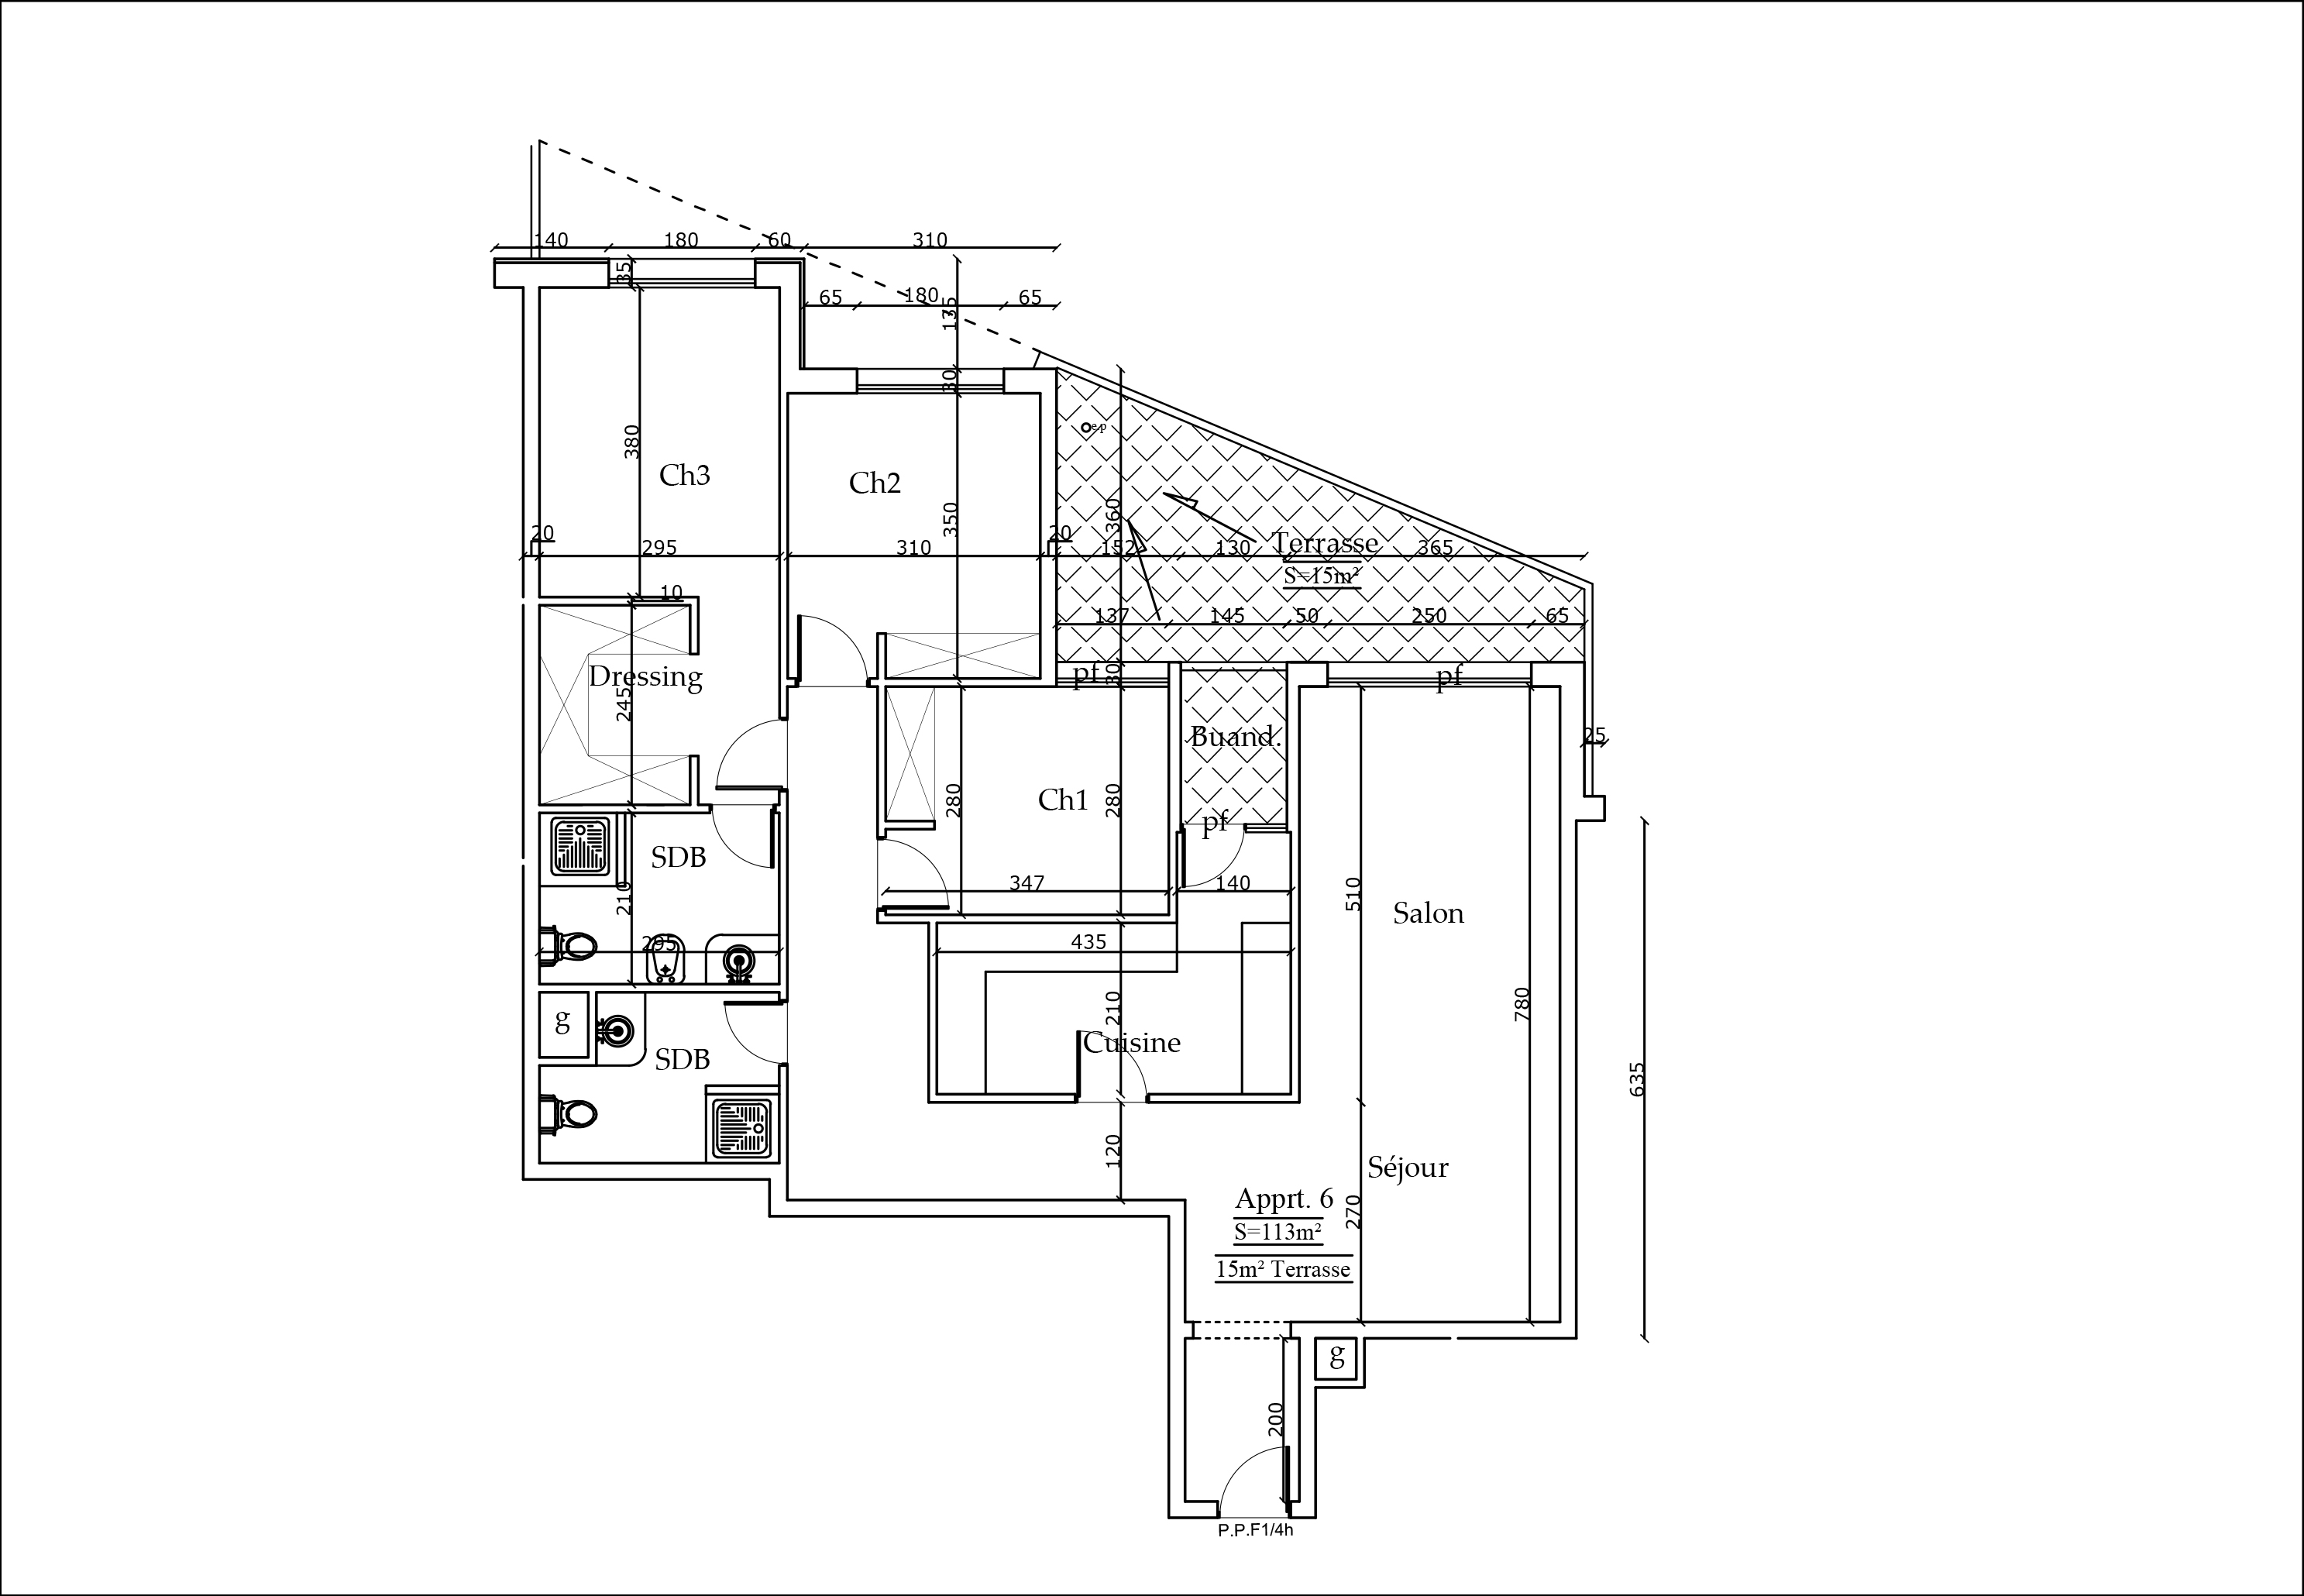 140 180 60 310
35
65 180 65
135
30
e.p
380
Ch3
Ch2
350
360
20 20
295 310 152 130 365
Terrasse
S=15m²
10
137 145 50 250 65
Dressing
245
pf
30
pf
Buand.
25
Ch1
280
280
pf
SDB
210
347 140
510
Salon
295
435
780
g
210
Cuisine
SDB
635
120
Séjour
Apprt. 6
270
S=113m²
15m² Terrasse
g
200
P.P.F1/4h